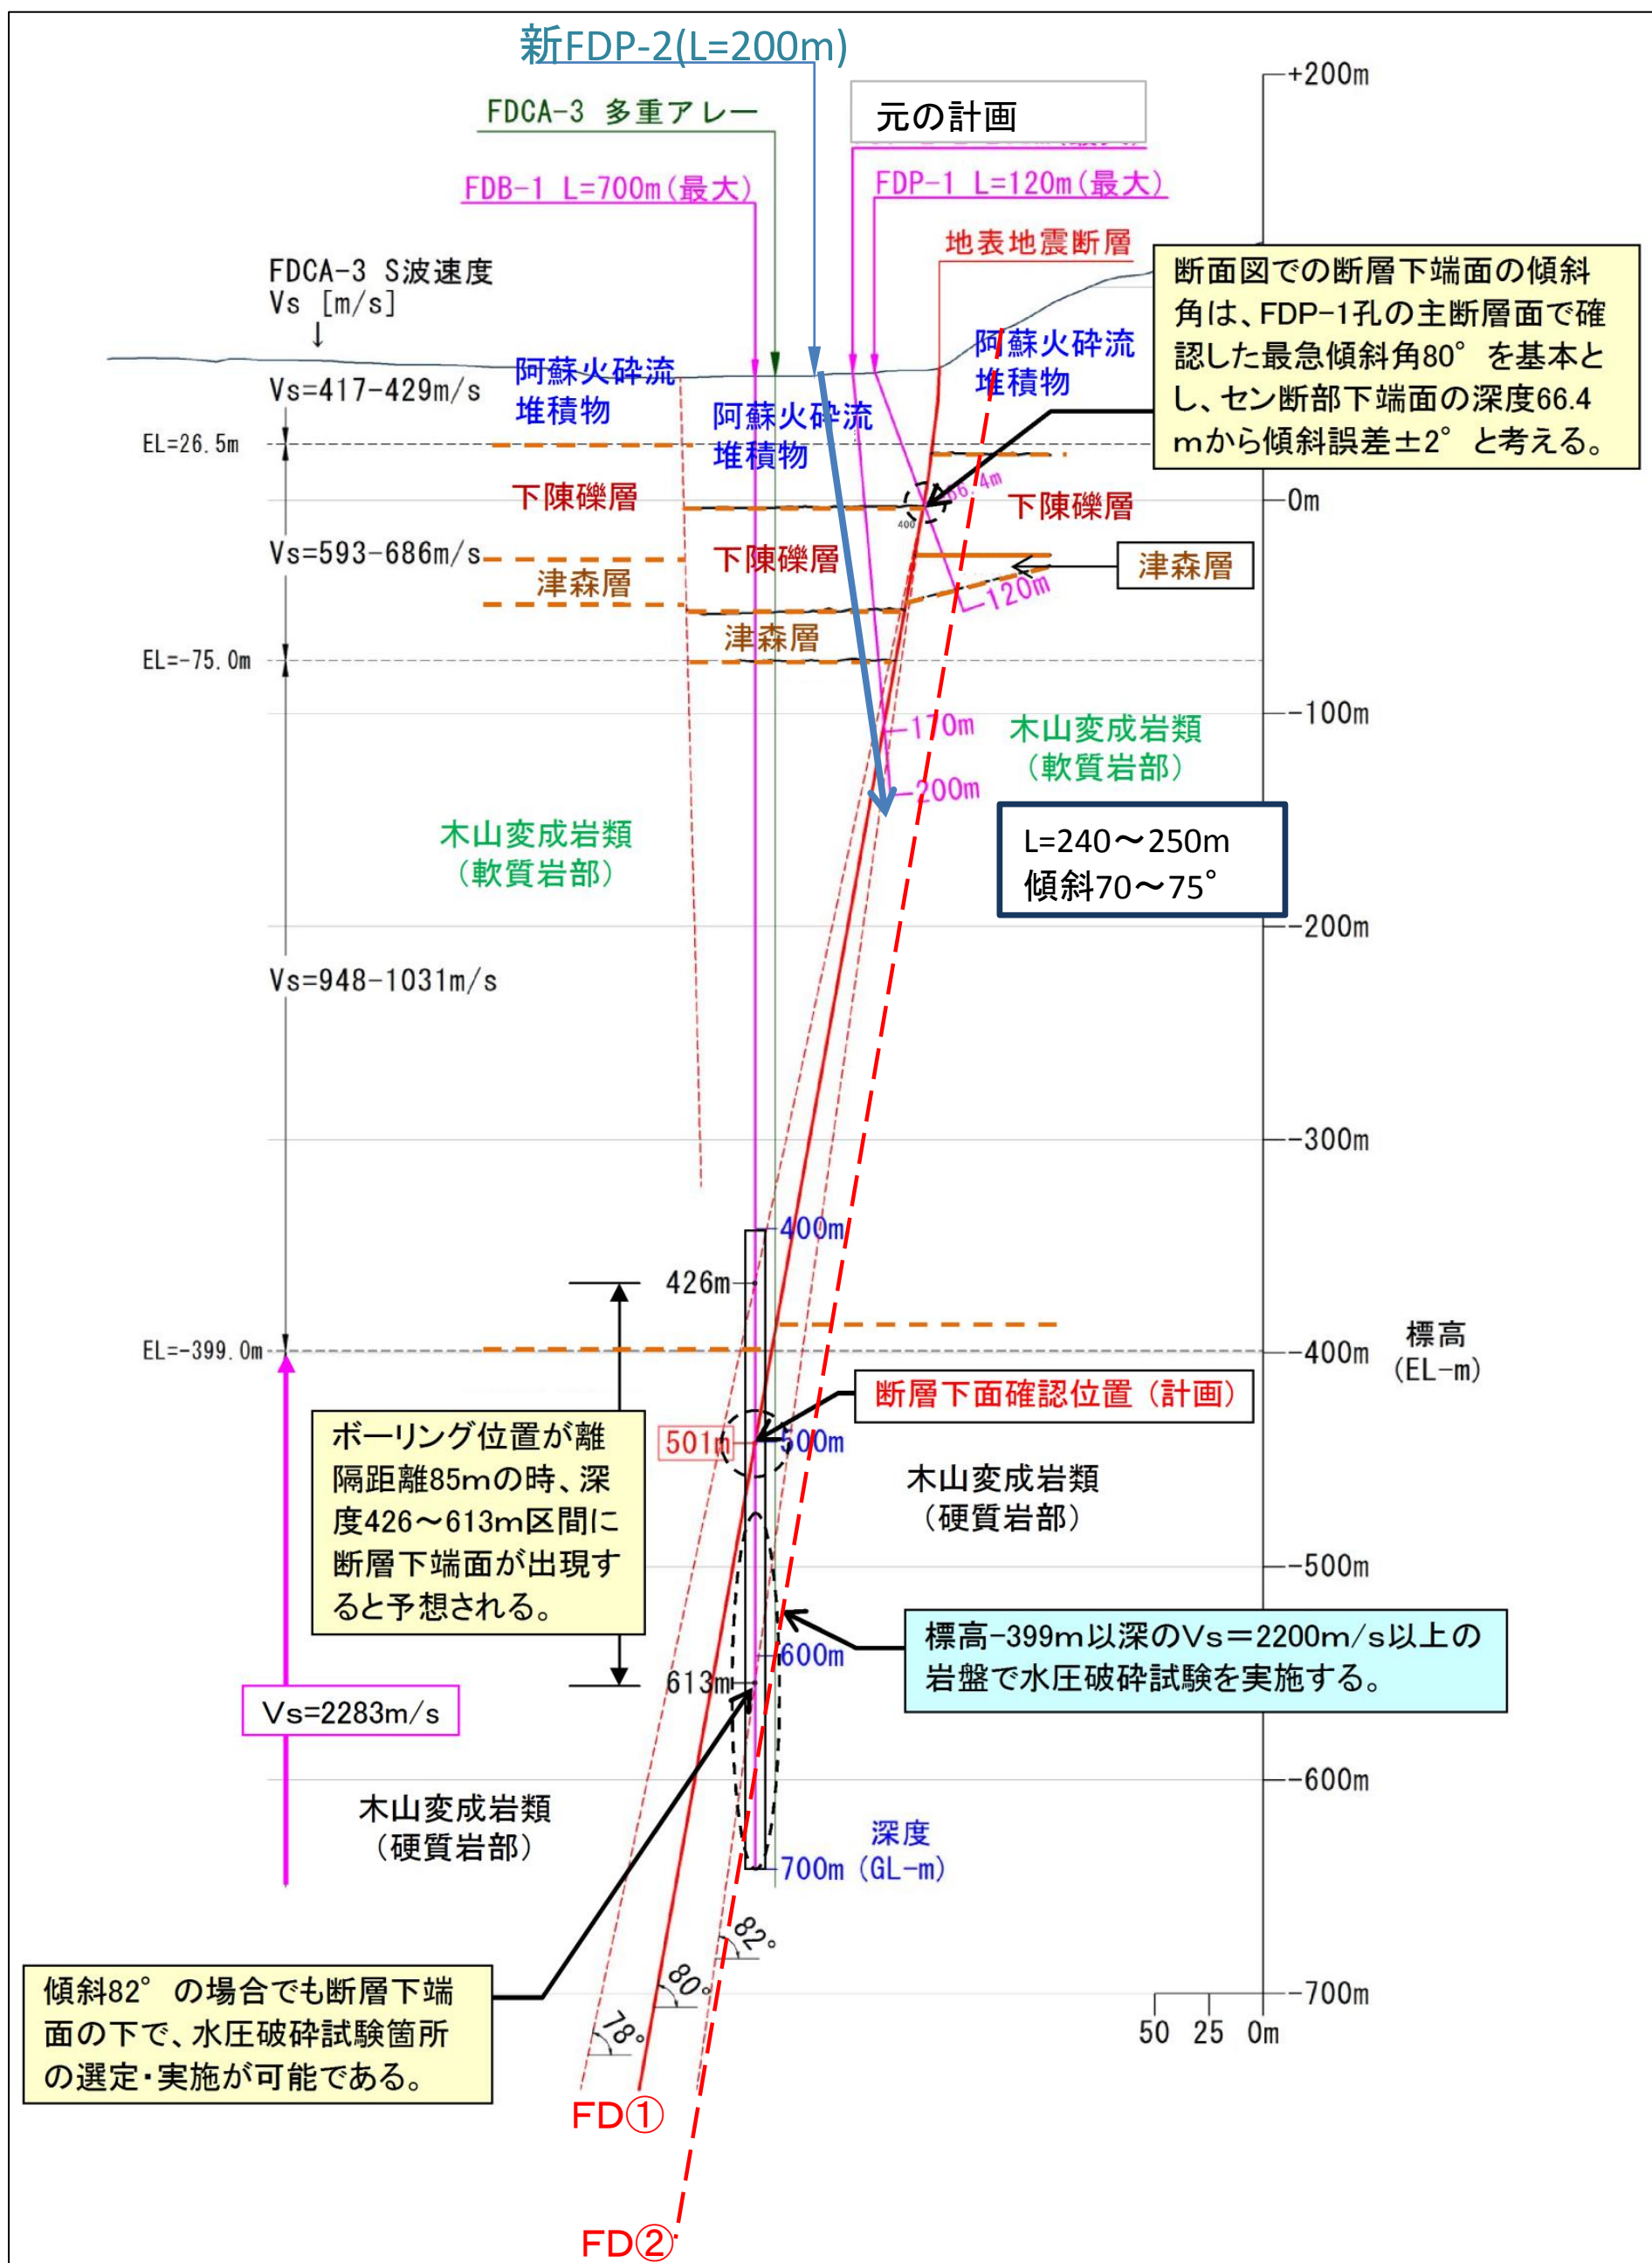 新FDP-2(L=200m)
+200m
FDCA-3 多重アレー
元の計画
FDB-1 L=700m(最大)
FDP-1 L=120m(最大)
地表地震断層
FDCA-3 S波速度
Vs [m/s]
断面図での断層下端面の傾斜
角は、FDP-1孔の主断層面で確
認した最急傾斜角80°を基本と
し、セン断部下端面の深度66.4
mから傾斜誤差±2°と考える。
阿蘇火砕流
堆積物
阿蘇火砕流
堆積物
阿蘇火砕流
堆積物
Vs=417-429m/s
EL=26.5m
66.4m
400
下陳礫層
下陳礫層
0m
Vs=593-686m/s
下陳礫層
津森層
津森層
-120m
津森層
EL=-75.0m
-100m
-170m
木山変成岩類
(軟質岩部)
-200m
L=240～250m
傾斜70～75°
木山変成岩類
(軟質岩部)
-200m
Vs=948-1031m/s
-300m
400m
426m
EL=-399.0m
-400m
標高
(EL-m)
断層下面確認位置(計画)
501m
500m
ボーリング位置が離
隔距離85mの時、深
度426～613m区間に
断層下端面が出現す
ると予想される。
木山変成岩類
(硬質岩部)
-500m
標高-399m以深のVs＝2200m/s以上の
岩盤で水圧破砕試験を実施する。
600m
613m
Vs=2283m/s
-600m
木山変成岩類
(硬質岩部)
深度
700m (GL-m)
82°
80°
78°
傾斜82°の場合でも断層下端
面の下で、水圧破砕試験箇所
の選定・実施が可能である。
-700m
50 25 0m
FD①
FD②